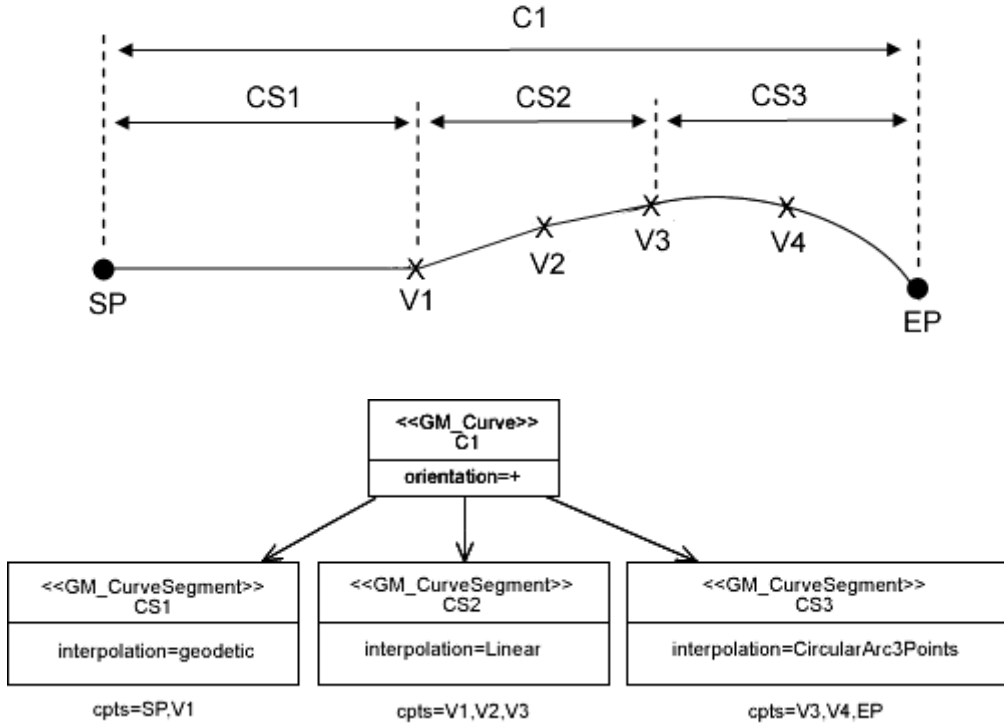 C1
CS1 CS2 CS3
SP V1 V2 V3 V4 EP
<<GM_Curve>>
C1
orientation=+
<<GM_CurveSegment>>
CS1
interpolation=geodetic
cpts=SP,V1
<<GM_CurveSegment>>
CS2
interpolation=Linear
cpts=V1,V2,V3
<<GM_CurveSegment>>
CS3
interpolation=CircularArc3Points
cpts=V3,V4,EP